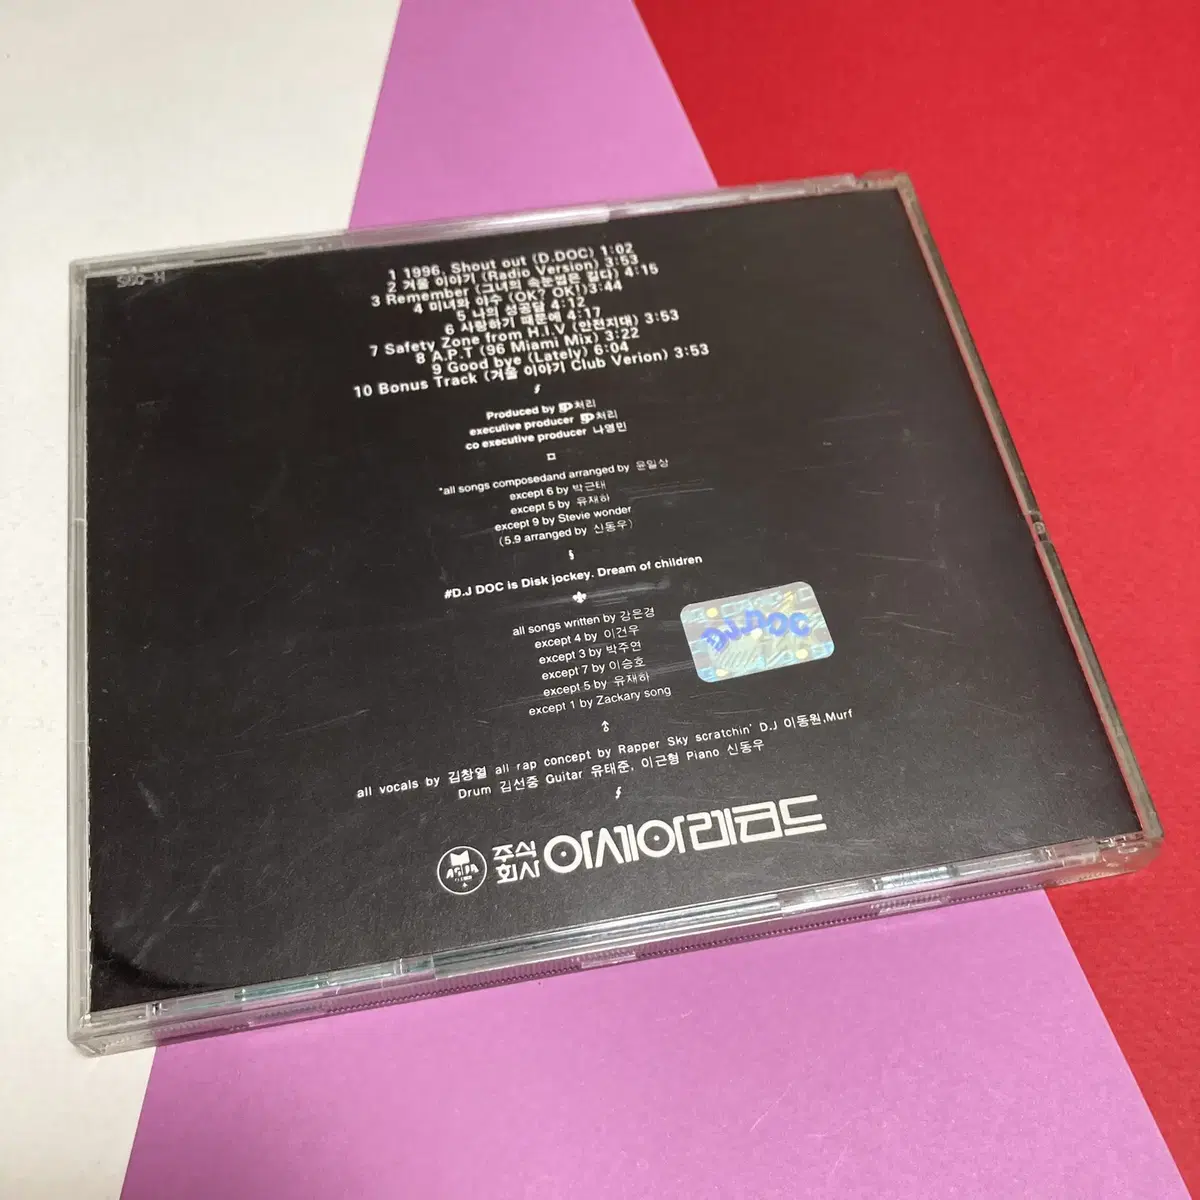 1 1996, Shout out (D.DOC) 1:02
2 겨울 이야기 (Radio Version) 3:53
3 Remember (그녀의 속눈썹은 길다) 4:15
4 미녀와 야수 (OK? OK!)3:44
5 나의 성공담 4:12
6 사랑하기 때문에 4:17
7 Safety Zone from H.I.V (안전지대) 3:53
8 A.P.T (96 Miami Mix) 3:22
9 Good bye (Lately) 6:04
10 Bonus Track (겨울 이야기 Club Verion) 3:53
Produced by 처리
executive producer 처리
co executive producer 나영민
*all songs composedand arranged by 윤일상
except 6 by 박근태
except 5 by 유재하
except 9 by Stevie wonder
(5.9 arranged by 신동우)
#D.J DOC is Disk jockey. Dream of children
all songs written by 강은경
except 4 by 이건우
except 3 by 박주연
except 7 by 이승호
except 5 by 유재하
except 1 by Zackary song
DJ.DOC
all vocals by 김창열 all rap concept by Rapper Sky scratchin' D.J 이동원,Murf
Drum 김선중 Guitar 유태준, 이근형 Piano 신동우
주식회사 아세아레코드